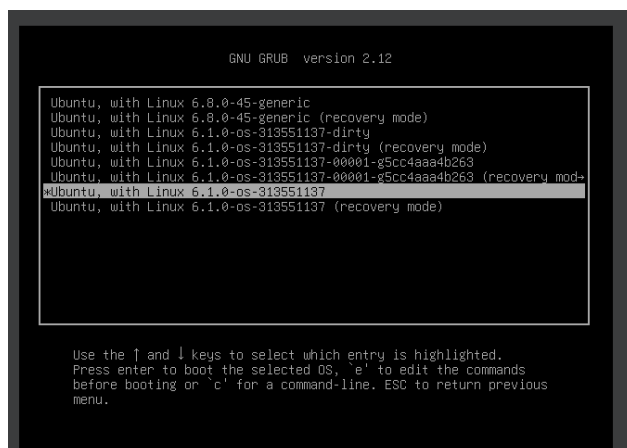 GNU GRUB  version 2.12
Ubuntu, with Linux 6.8.0-45-generic
Ubuntu, with Linux 6.8.0-45-generic (recovery mode)
Ubuntu, with Linux 6.1.0-os-313551137-dirty
Ubuntu, with Linux 6.1.0-os-313551137-dirty (recovery mode)
Ubuntu, with Linux 6.1.0-os-313551137-00001-g5cc4aaa4b263
Ubuntu, with Linux 6.1.0-os-313551137-00001-g5cc4aaa4b263 (recovery mod→
*Ubuntu, with Linux 6.1.0-os-313551137
Ubuntu, with Linux 6.1.0-os-313551137 (recovery mode)
Use the ↑ and ↓ keys to select which entry is highlighted.
Press enter to boot the selected OS, `e' to edit the commands
before booting or `c' for a command-line. ESC to return previous
menu.